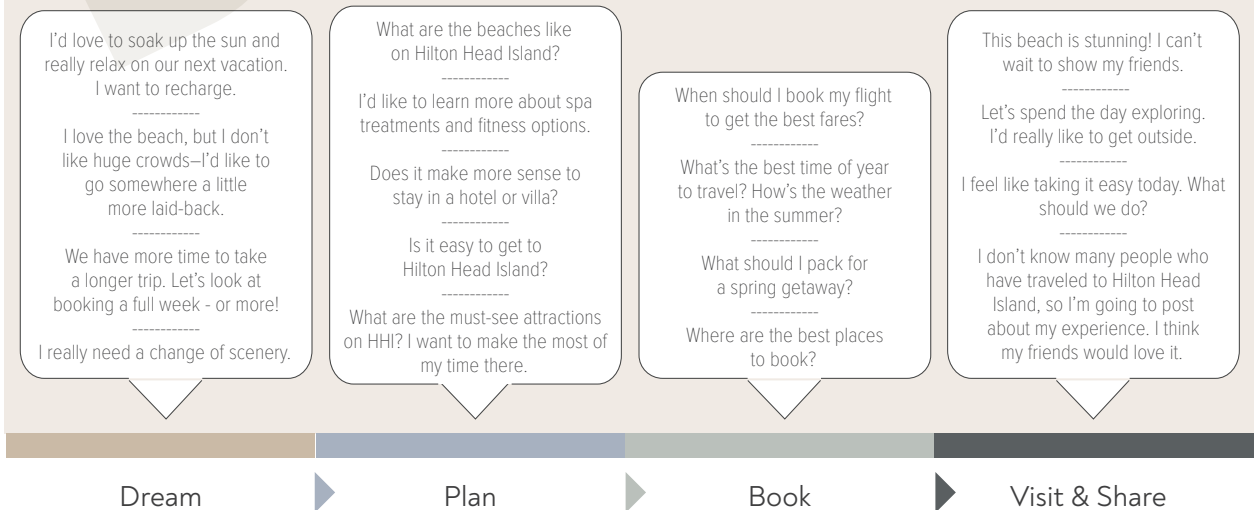 I'd love to soak up the sun and
really relax on our next vacation.
I want to recharge.
------------
I love the beach, but I don't
like huge crowds—I'd like to
go somewhere a little
more laid-back.
------------
We have more time to take
a longer trip. Let's look at
booking a full week - or more!
------------
I really need a change of scenery.
What are the beaches like
on Hilton Head Island?
------------
I'd like to learn more about spa
treatments and fitness options.
------------
Does it make more sense to
stay in a hotel or villa?
------------
Is it easy to get to
Hilton Head Island?
------------
What are the must-see attractions
on HHI? I want to make the most of
my time there.
When should I book my flight
to get the best fares?
------------
What's the best time of year
to travel? How's the weather
in the summer?
------------
What should I pack for
a spring getaway?
------------
Where are the best places
to book?
This beach is stunning! I can't
wait to show my friends.
------------
Let's spend the day exploring.
I'd really like to get outside.
------------
I feel like taking it easy today. What
should we do?
------------
I don't know many people who
have traveled to Hilton Head
Island, so I'm going to post
about my experience. I think
my friends would love it.
Dream
Plan
Book
Visit & Share